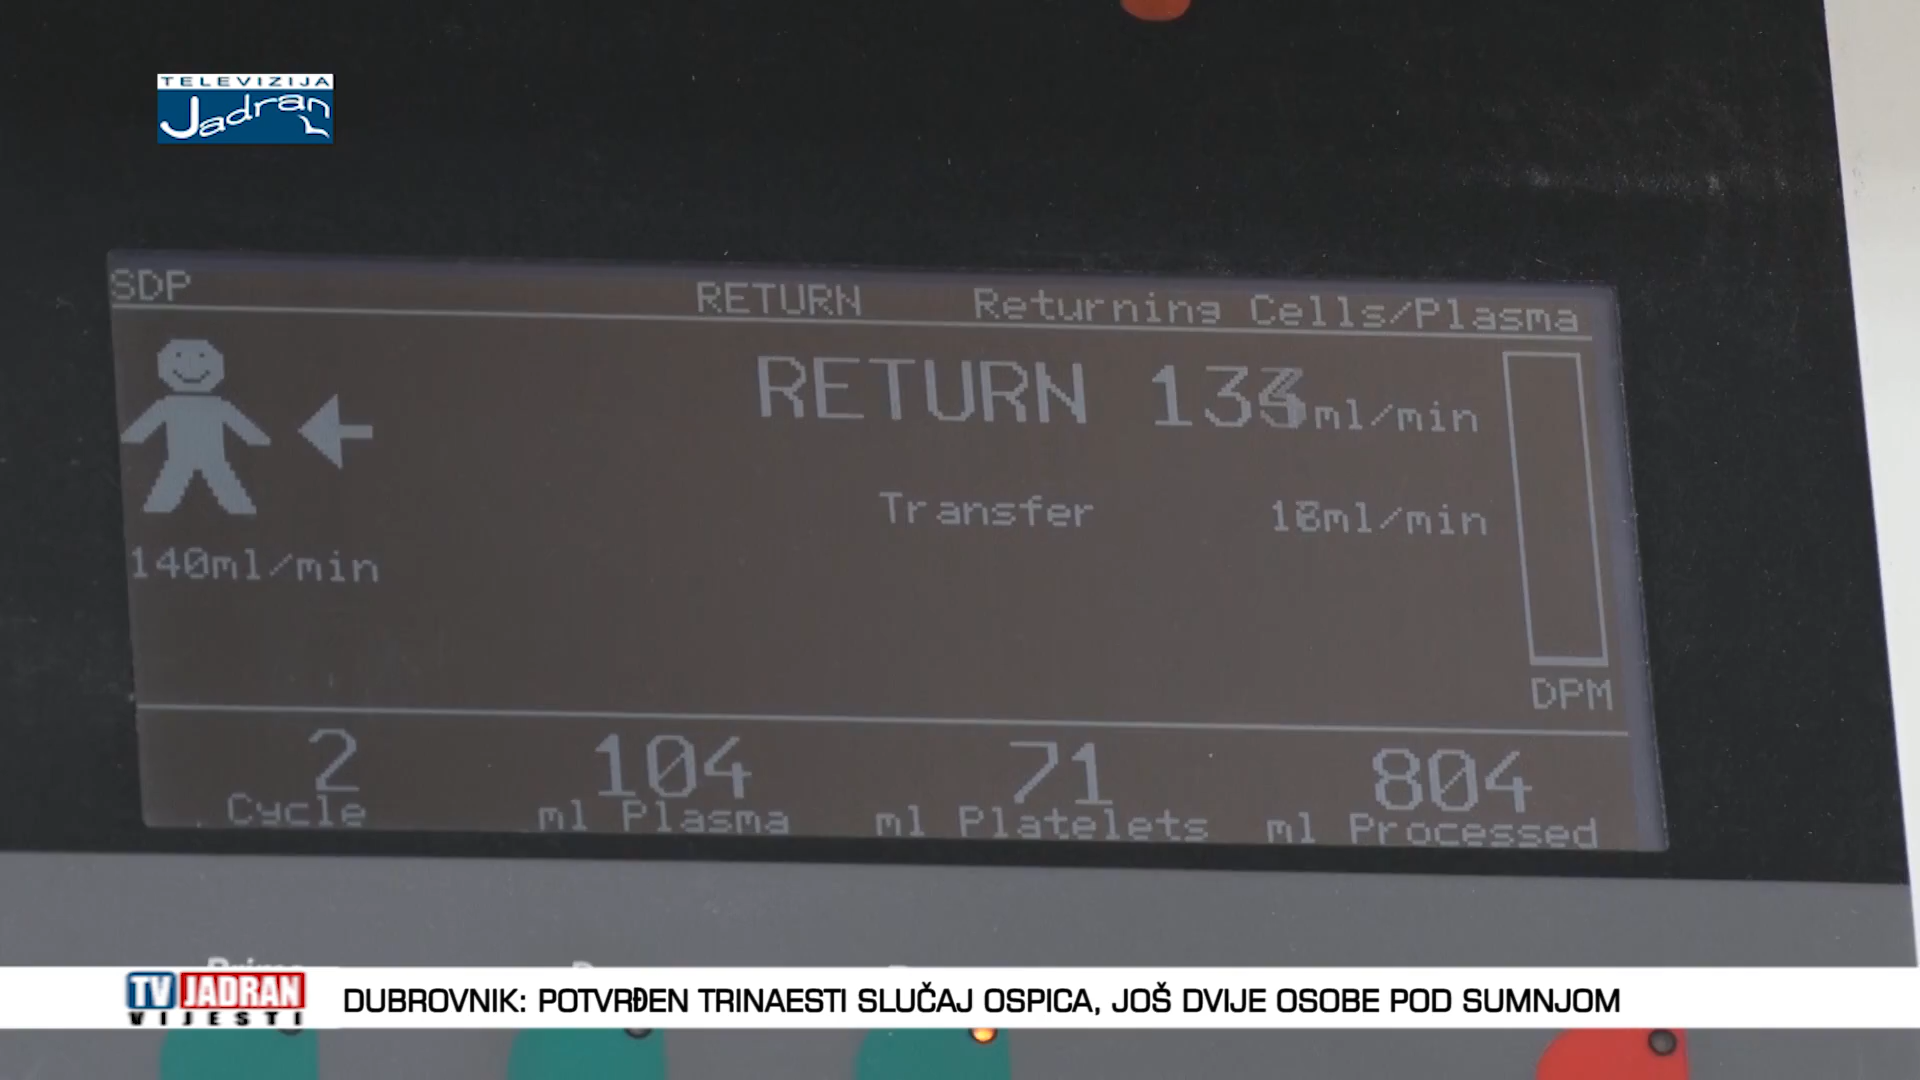 TELEVIZIJA
Jadran
SDP RETURN Returning Cells/Plasma
RETURN ml/min
Transfer ml/min
140ml/min
DPM
2 104 71 804
Cycle ml Plasma ml Platelets ml Processed
TV JADRAN
VIJESTI
DUBROVNIK: POTVRĐEN TRINAESTI SLUČAJ OSPICA, JOŠ DVIJE OSOBE POD SUMNJOM